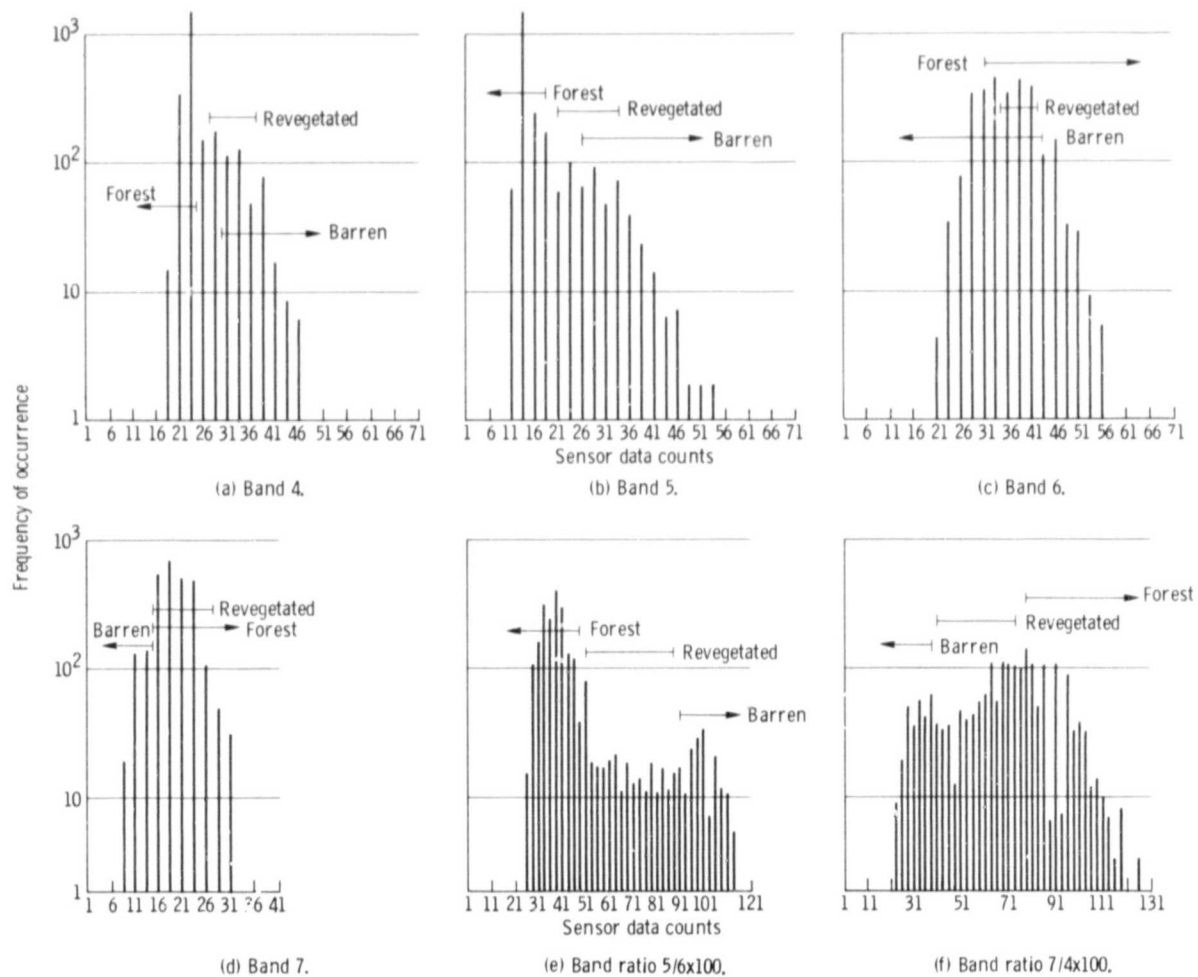 10³
10²
10
1
Forest
Revegetated
Barren
1 6 11 16 21 26 31 36 41 46 51 56 61 66 71
(a) Band 4.
Forest
Revegetated
Barren
1 6 11 16 21 26 31 36 41 46 51 56 61 66 71
Sensor data counts
(b) Band 5.
Forest
Revegetated
Barren
1 6 11 16 21 26 31 36 41 46 51 56 61 66 71
(c) Band 6.
Frequency of occurrence
10³
10²
10
1
Revegetated
Barren
Forest
1 6 11 16 21 26 31 36 41
(d) Band 7.
Forest
Revegetated
Barren
1 11 31 41 51 61 71 81 91 101 121
Sensor data counts
(e) Band ratio 5/6x100.
Forest
Revegetated
Barren
1 11 31 51 71 91 111 131
(f) Band ratio 7/4x100.